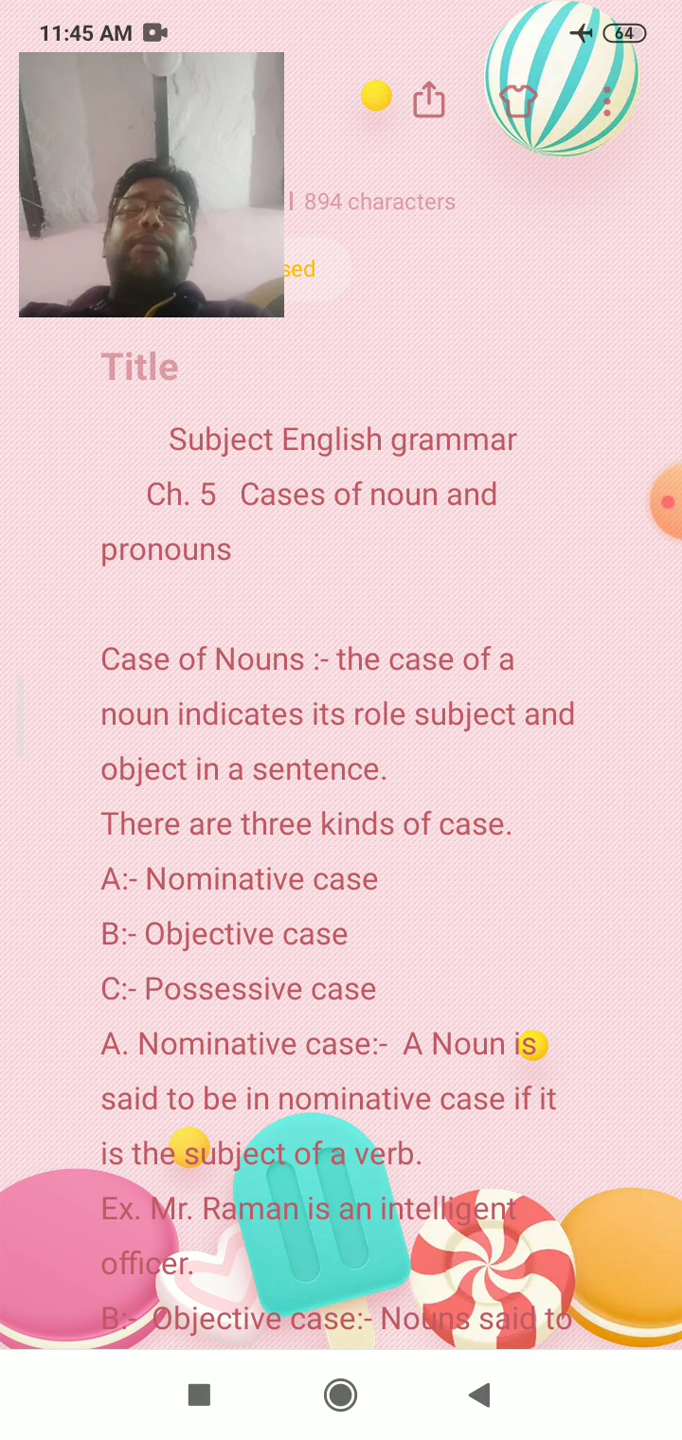 11:45 AM
64
894 characters
sed
Title
Subject English grammar
Ch. 5 Cases of noun and
pronouns
Case of Nouns :- the case of a
noun indicates its role subject and
object in a sentence.
There are three kinds of case.
A:- Nominative case
B:- Objective case
C:- Possessive case
A. Nominative case:- A Noun is
said to be in nominative case if it
is the subject of a verb.
Ex. Mr. Raman is an intelligent
officer.
B:- Objective case:- Nouns said to